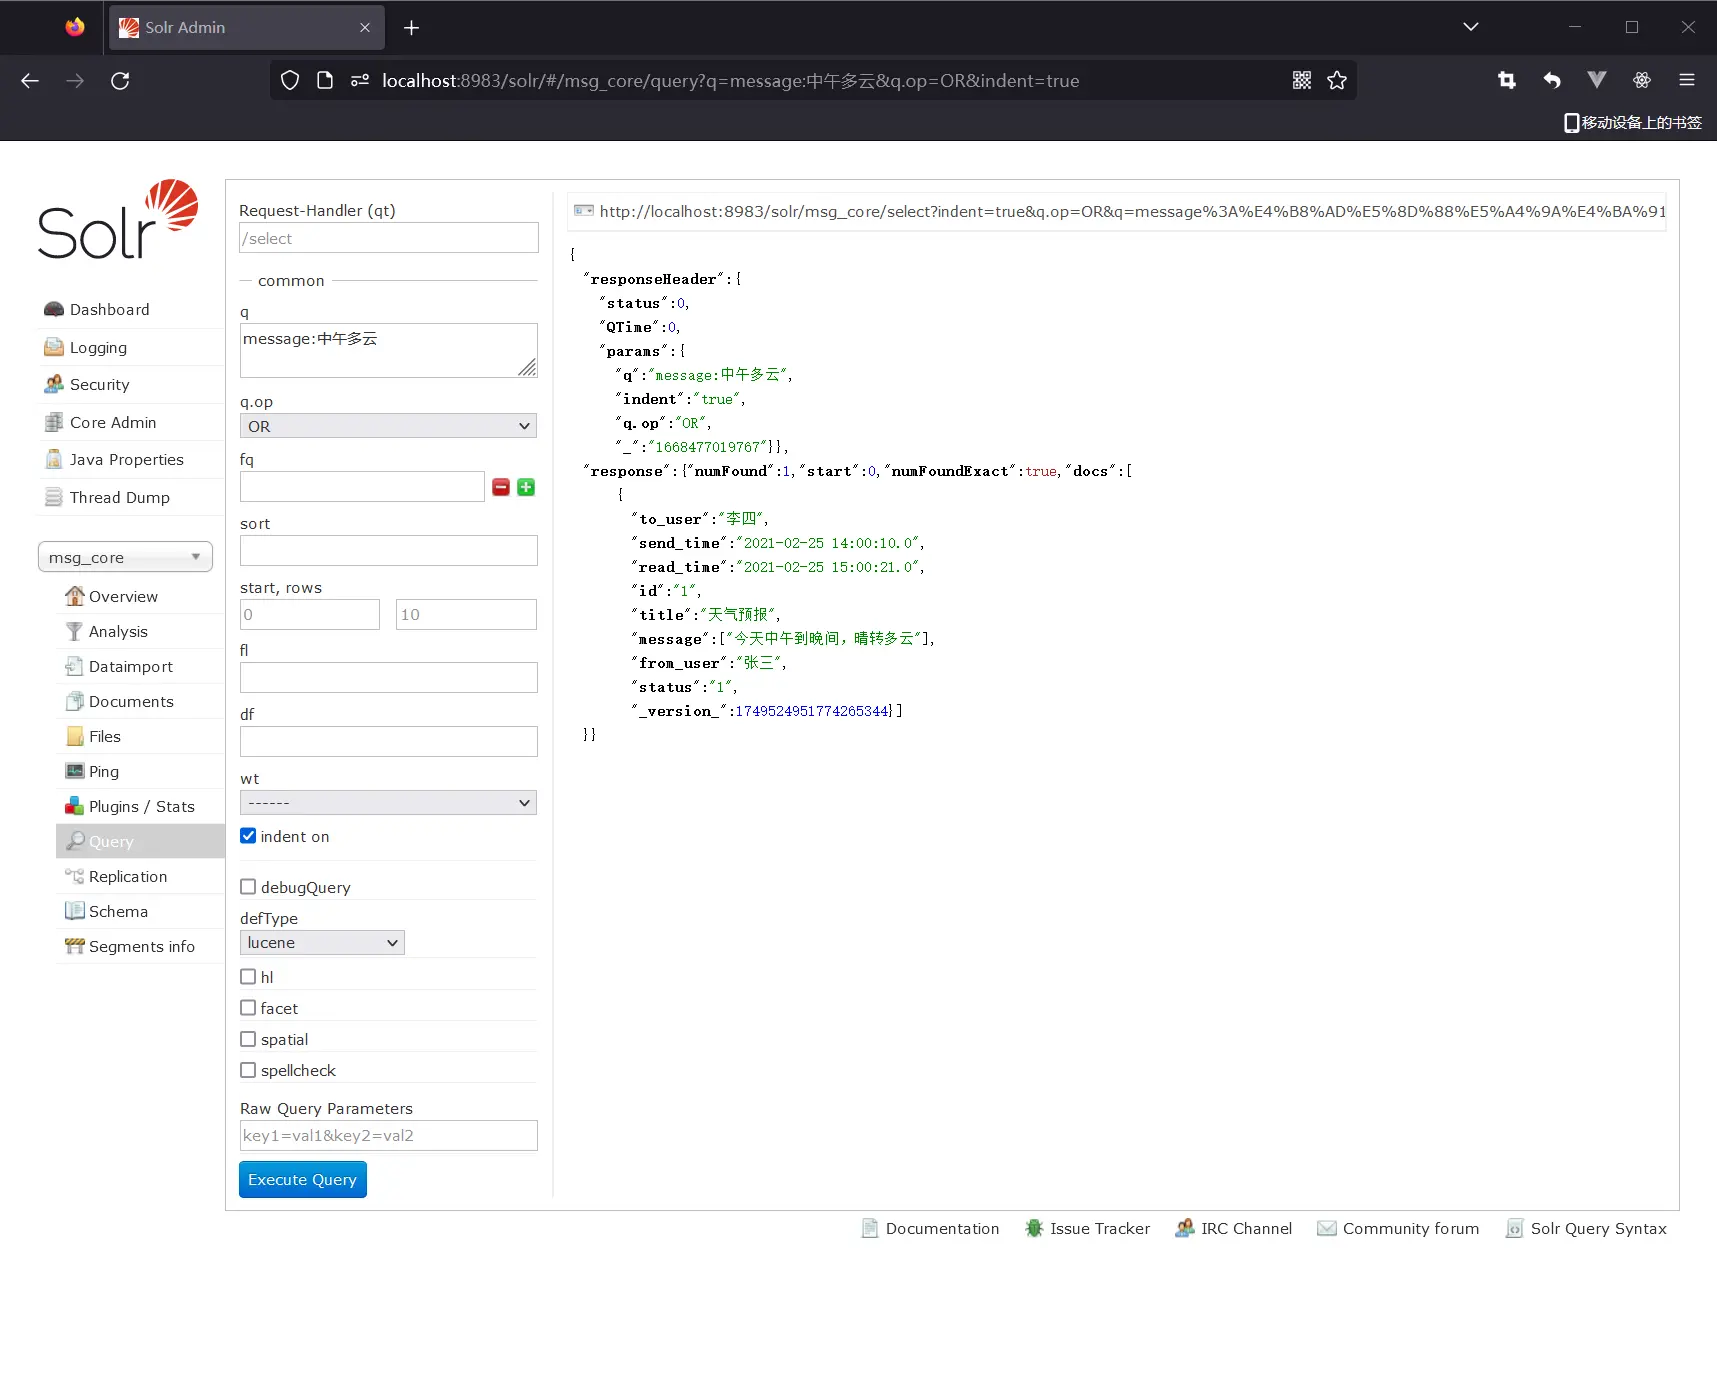 Solr Admin
localhost:8983/solr/#/msg_core/query?q=message:中午多云&q.op=OR&indent=true
移动设备上的书签
Solr
Dashboard
Logging
Security
Core Admin
Java Properties
Thread Dump
msg_core
Overview
Analysis
Dataimport
Documents
Files
Ping
Plugins / Stats
Query
Replication
Schema
Segments info
Request-Handler (qt)
/select
common
q
message:中午多云
q.op
OR
fq
sort
start, rows
0 10
fl
df
wt
------
indent on
debugQuery
defType
lucene
hl
facet
spatial
spellcheck
Raw Query Parameters
key1=val1&key2=val2
Execute Query
http://localhost:8983/solr/msg_core/select?indent=true&q.op=OR&q=message%3A%E4%B8%AD%E5%8D%88%E5%A4%9A%E4%BA%91
{
"responseHeader":{
"status":0,
"QTime":0,
"params":{
"q":"message:中午多云",
"indent":"true",
"q.op":"OR",
"_":"1668477019767"}},
"response":{"numFound":1,"start":0,"numFoundExact":true,"docs":[
{
"to_user":"李四",
"send_time":"2021-02-25 14:00:10.0",
"read_time":"2021-02-25 15:00:21.0",
"id":"1",
"title":"天气预报",
"message":["今天中午到晚间，晴转多云"],
"from_user":"张三",
"status":"1",
"_version_":1749524951774265344}]
}}
Documentation Issue Tracker IRC Channel Community forum Solr Query Syntax